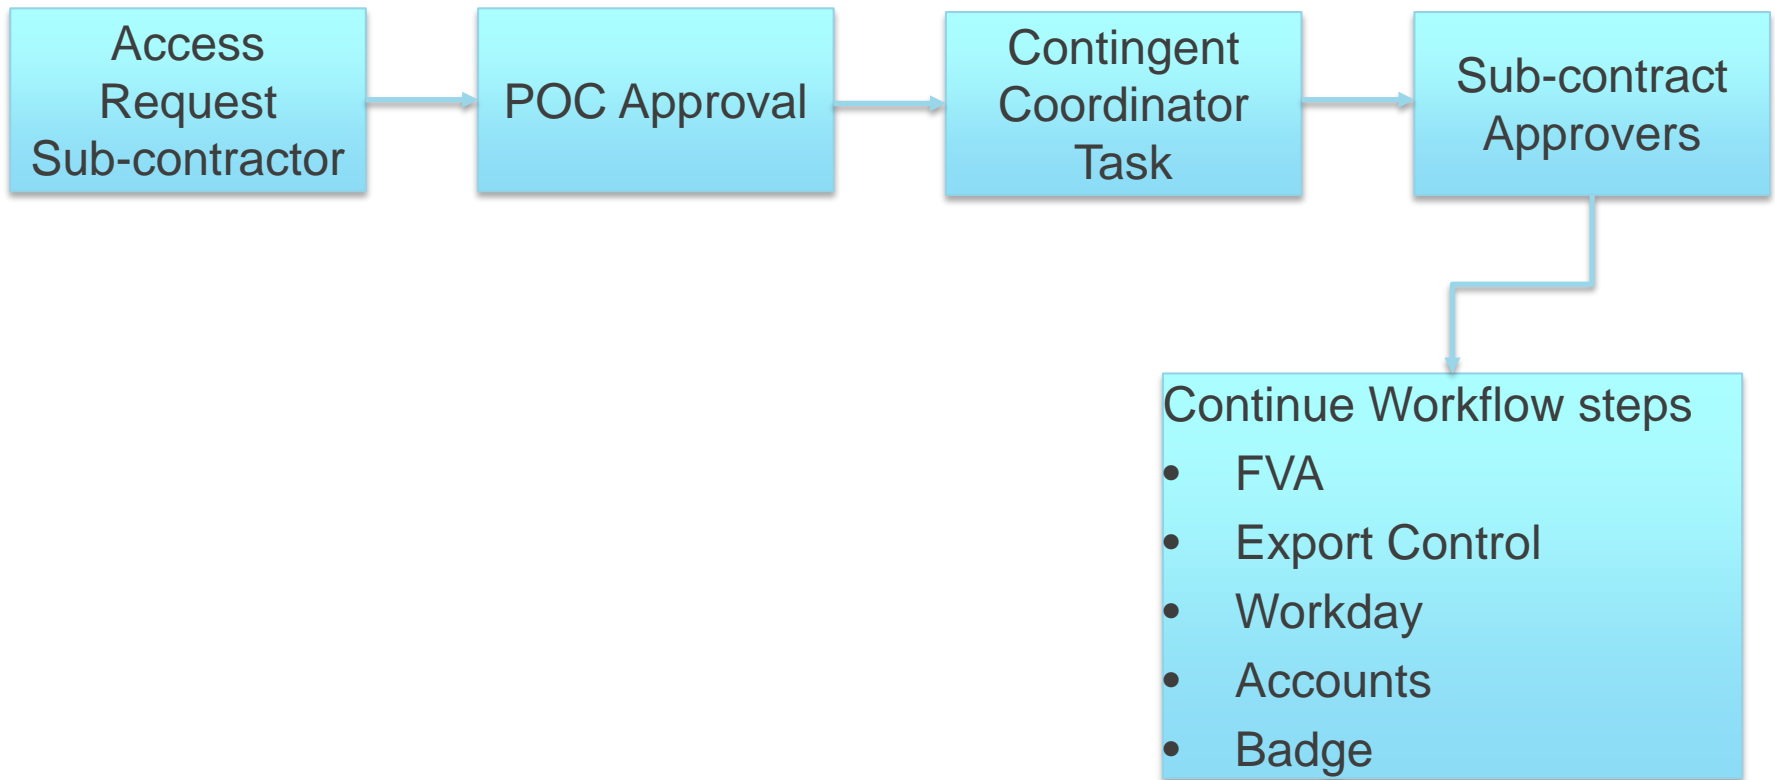 Access
Request
Sub-contractor
POC Approval
Contingent
Coordinator
Task
Sub-contract
Approvers
Continue Workflow steps
• FVA
• Export Control
• Workday
• Accounts
• Badge